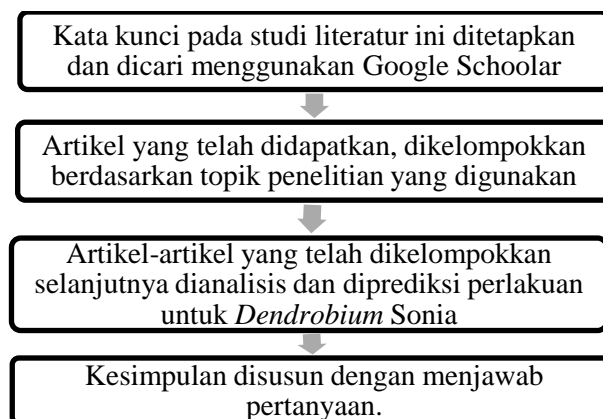 Kata kunci pada studi literatur ini ditetapkan
dan dicari menggunakan Google Schoolar
Artikel yang telah didapatkan, dikelompokkan
berdasarkan topik penelitian yang digunakan
Artikel-artikel yang telah dikelompokkan
selanjutnya dianalisis dan diprediksi perlakuan
untuk Dendrobium Sonia
Kesimpulan disusun dengan menjawab
pertanyaan.